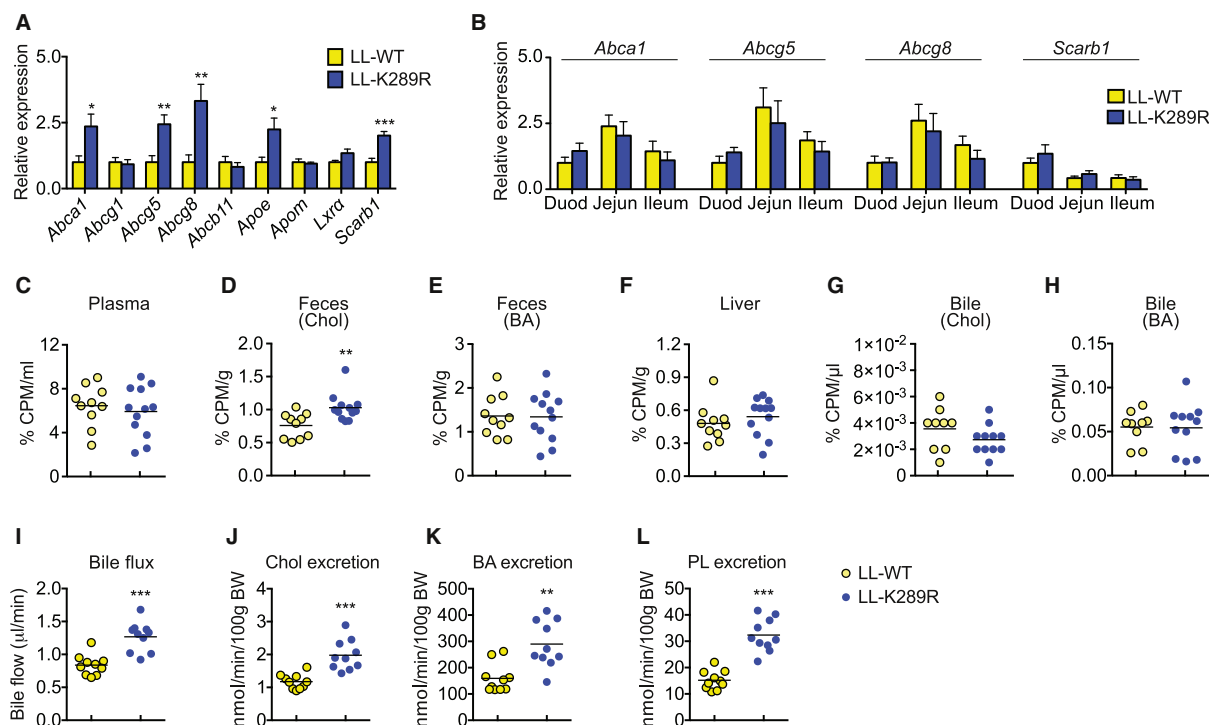 A
Relative expression
5.0
2.5
0.0
LL-WT
LL-K289R
*
**
**
*
***
Abca1
Abcg1
Abcg5
Abcg8
Abcb11
Apoe
Apom
Lxrα
Scarb1
B
Relative expression
5.0
2.5
0.0
Abca1
Abcg5
Abcg8
Scarb1
LL-WT
LL-K289R
Duod Jejun Ileum
Duod Jejun Ileum
Duod Jejun Ileum
Duod Jejun Ileum
C
Plasma
% CPM/ml
12
8
4
0
D
Feces
(Chol)
% CPM/g
2.0
1.5
1.0
0.5
0.0
**
E
Feces
(BA)
% CPM/g
3
2
1
0
F
Liver
% CPM/g
1.2
0.9
0.6
0.3
0.0
G
Bile
(Chol)
% CPM/µl
1×10-2
8×10-3
6×10-3
4×10-3
2×10-3
0
H
Bile
(BA)
% CPM/µl
0.15
0.10
0.05
0.00
I
Bile flux
Bile flow (µl/min)
2.0
1.5
1.0
0.5
0.0
***
J
Chol excretion
nmol/min/100g BW
4
3
2
1
0
***
K
BA excretion
nmol/min/100g BW
500
400
300
200
100
0
**
L
PL excretion
nmol/min/100g BW
50
40
30
20
10
0
***
LL-WT
LL-K289R